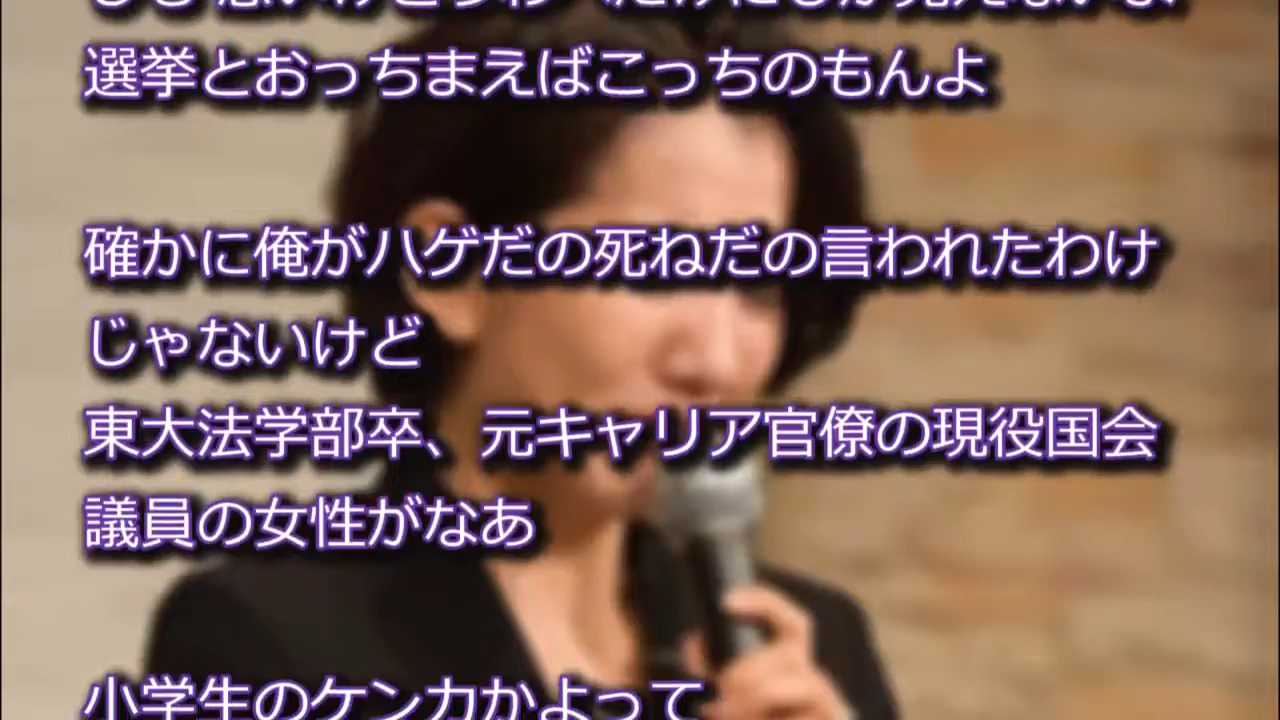 選挙とおっちまえばこっちのもんよ
確かに俺がハゲだの死ねだの言われたわけ
じゃないけど
東大法学部卒、元キャリア官僚の現役国会
議員の女性がなあ
小学生のケンカかよって